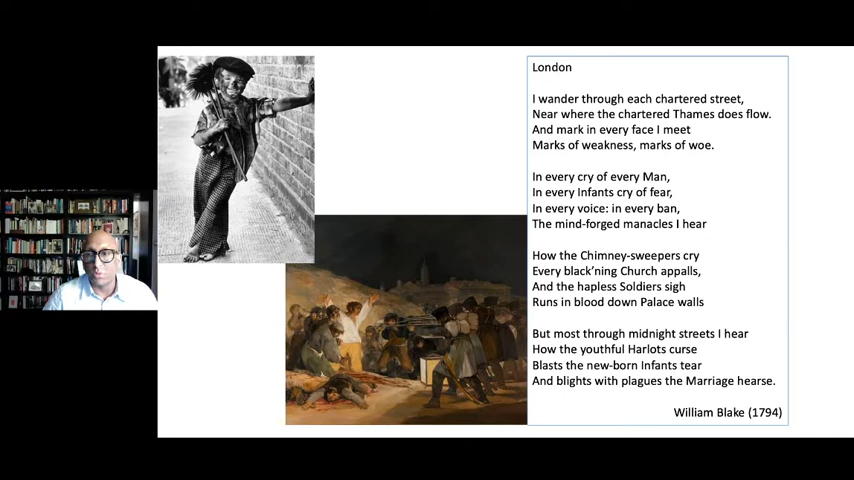 London
I wander through each chartered street,
Near where the chartered Thames does flow.
And mark in every face I meet
Marks of weakness, marks of woe.
In every cry of every Man,
In every Infants cry of fear,
In every voice: in every ban,
The mind-forged manacles I hear
How the Chimney-sweepers cry
Every black’ning Church appalls,
And the hapless Soldiers sigh
Runs in blood down Palace walls
But most through midnight streets I hear
How the youthful Harlots curse
Blasts the new-born Infants tear
And blights with plagues the Marriage hearse.
William Blake (1794)